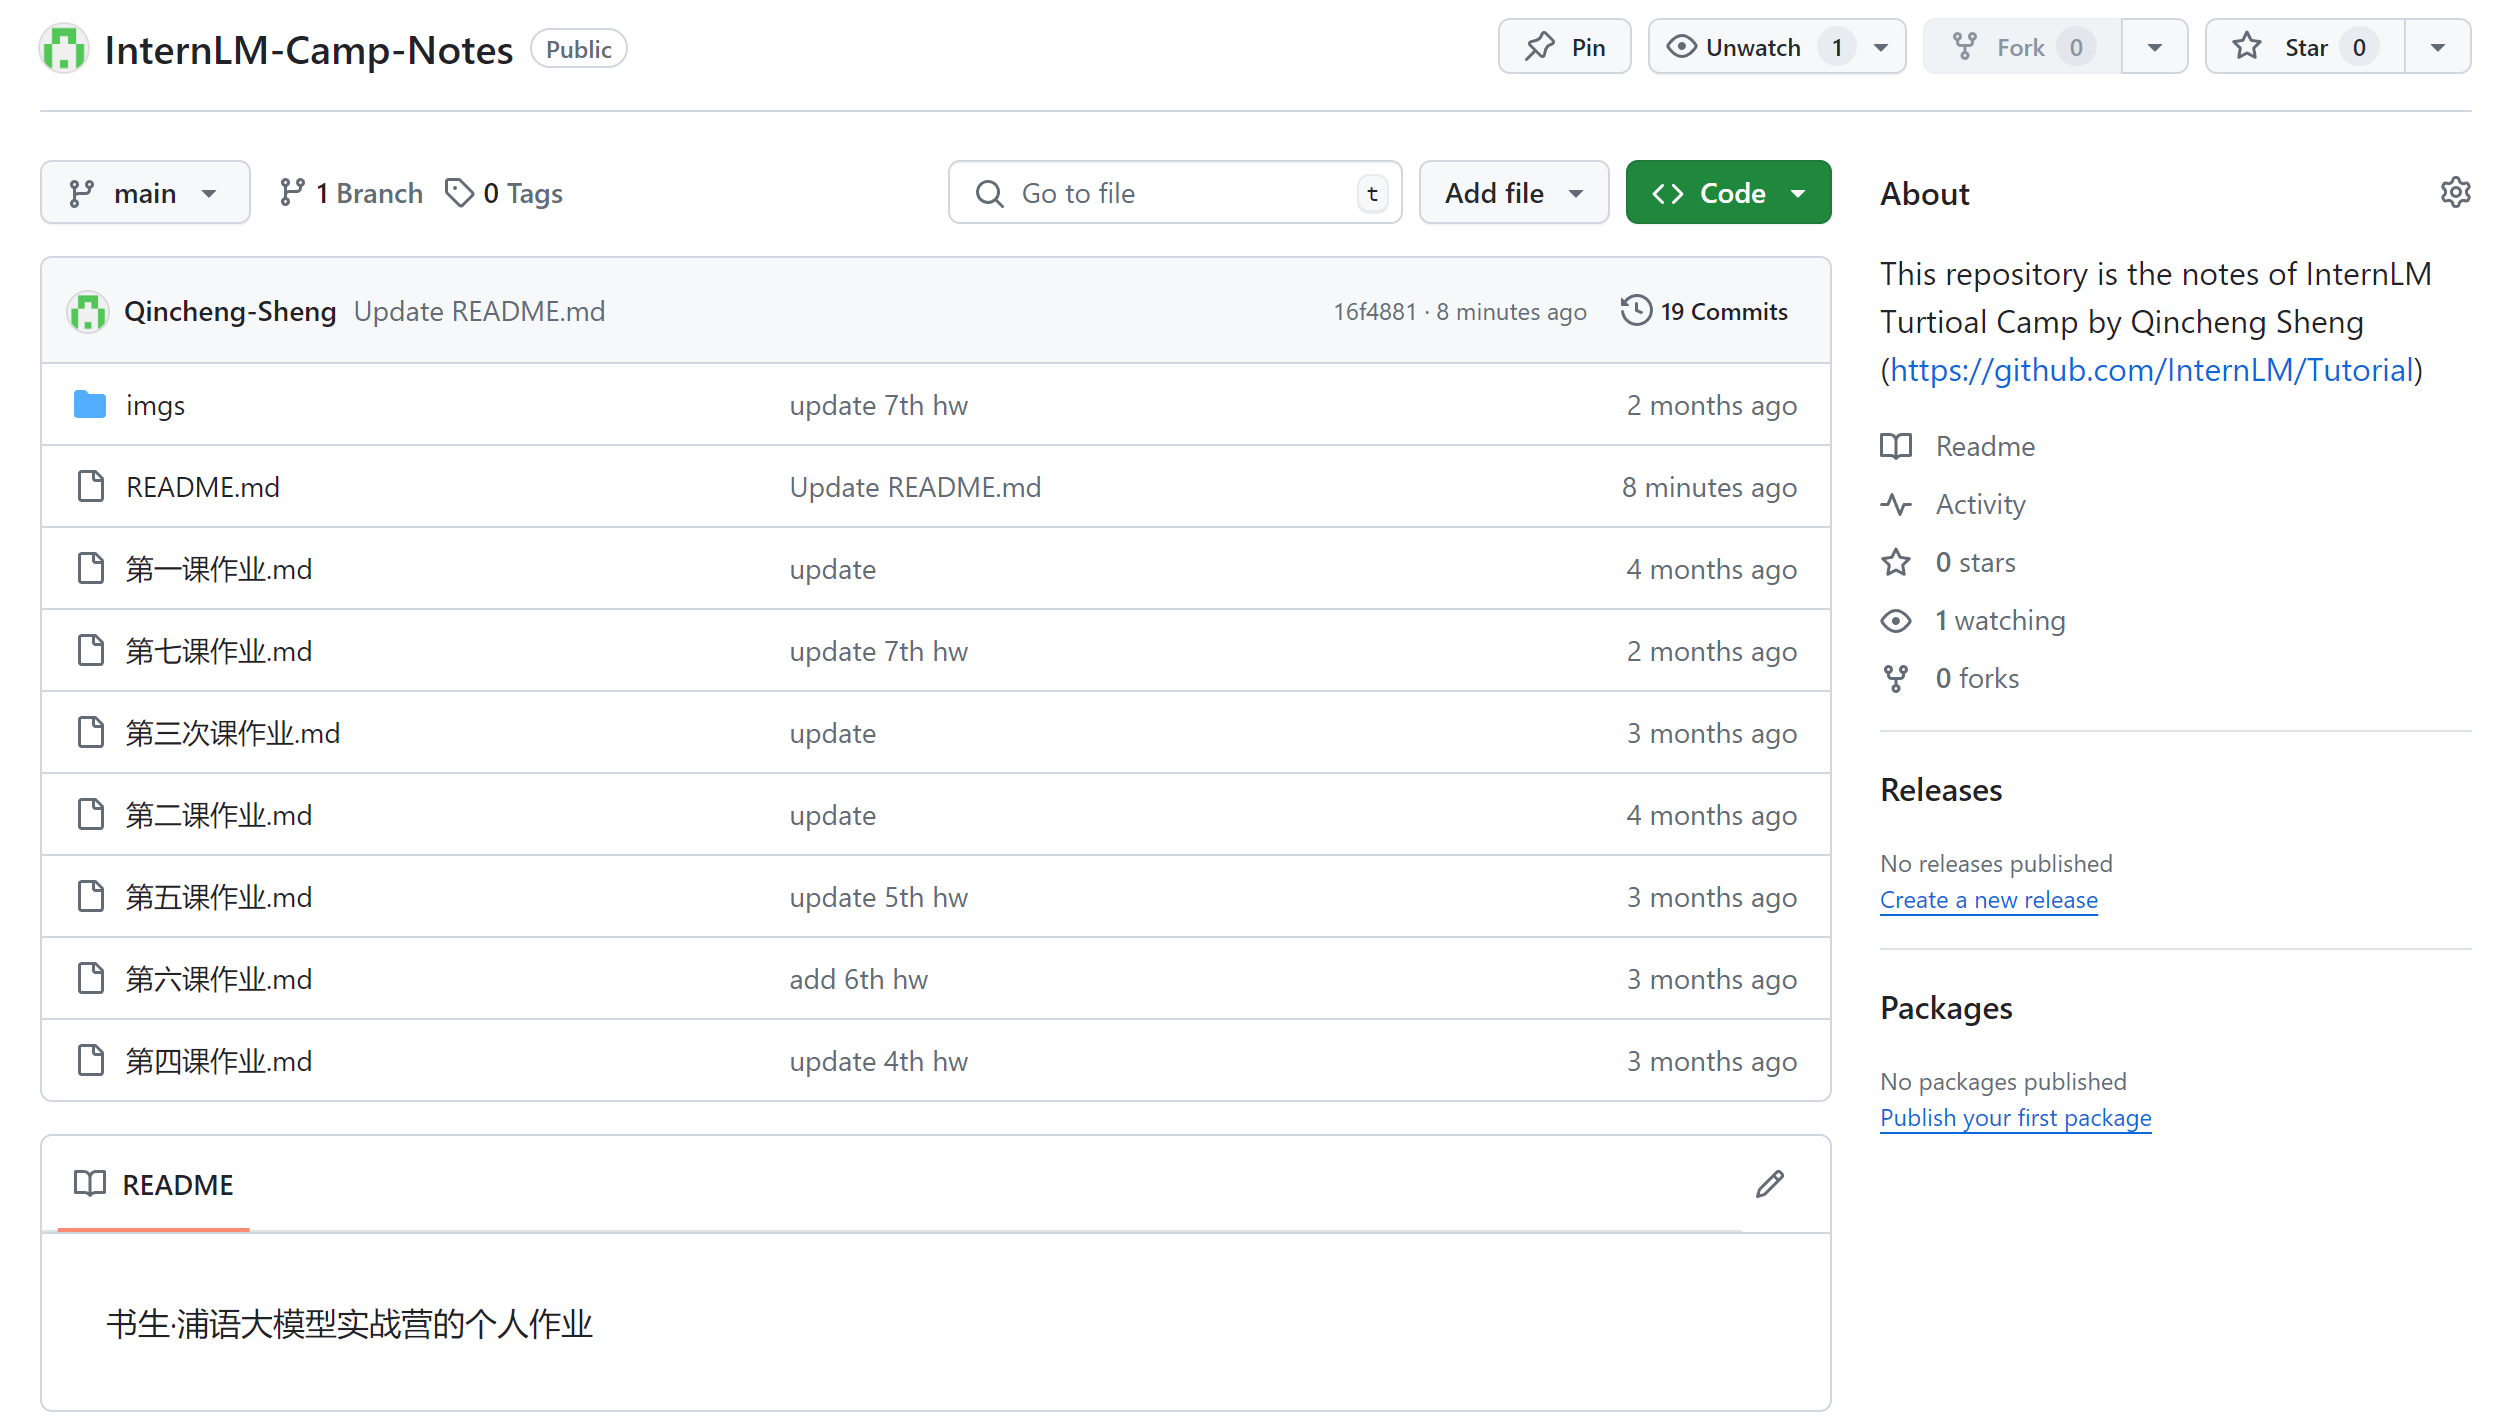 InternLM-Camp-Notes Public Pin Unwatch 1 Fork 0 Star 0
main 1 Branch 0 Tags Go to file t Add file Code
Qincheng-Sheng Update README.md 16f4881 · 8 minutes ago 19 Commits
imgs update 7th hw 2 months ago
README.md Update README.md 8 minutes ago
第一课作业.md update 4 months ago
第七课作业.md update 7th hw 2 months ago
第三次课作业.md update 3 months ago
第二课作业.md update 4 months ago
第五课作业.md update 5th hw 3 months ago
第六课作业.md add 6th hw 3 months ago
第四课作业.md update 4th hw 3 months ago
README
书生·浦语大模型实战营的个人作业
About
This repository is the notes of InternLM
Turtioal Camp by Qincheng Sheng
(https://github.com/InternLM/Tutorial)
Readme
Activity
0 stars
1 watching
0 forks
Releases
No releases published
Create a new release
Packages
No packages published
Publish your first package